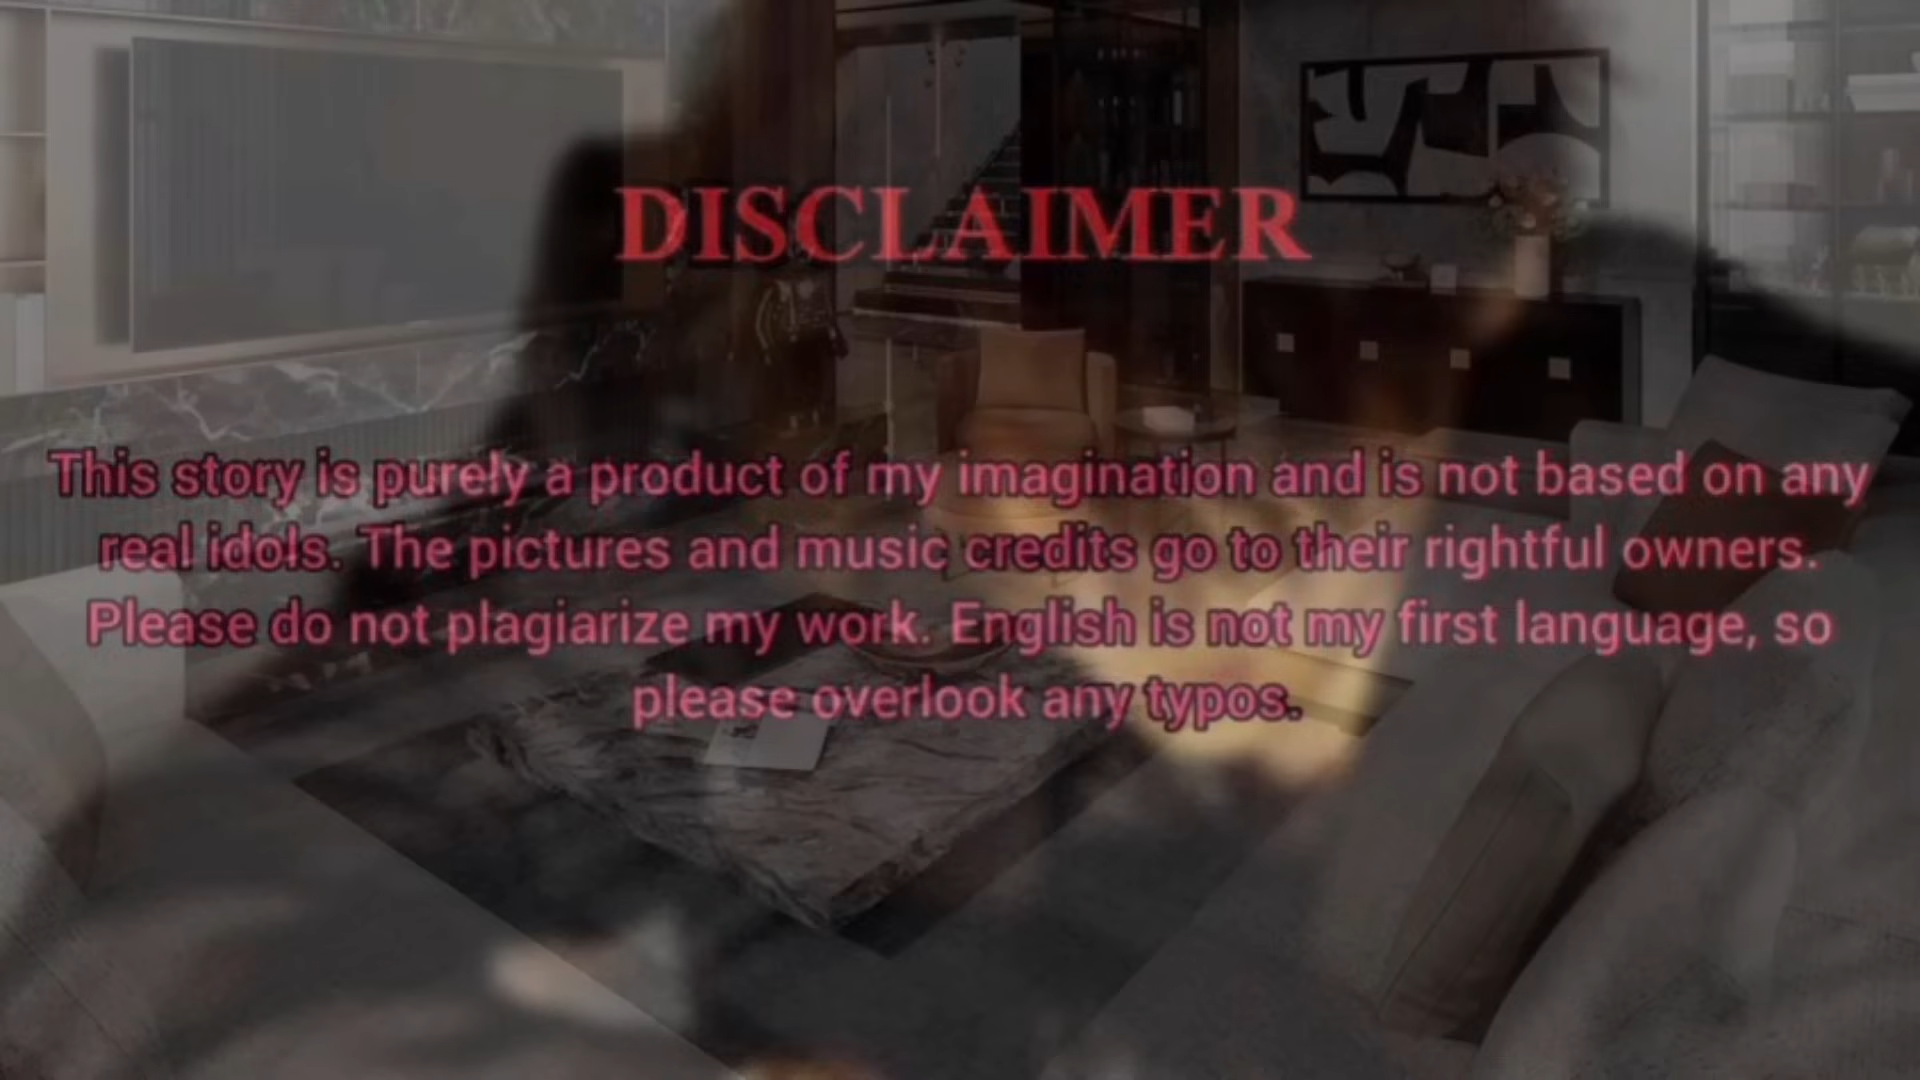 DISCLAIMER
This story is purely a product of my imagination and is not based on any
real idols. The pictures and music credits go to their rightful owners.
Please do not plagiarize my work. English is not my first language, so
please overlook any typos.